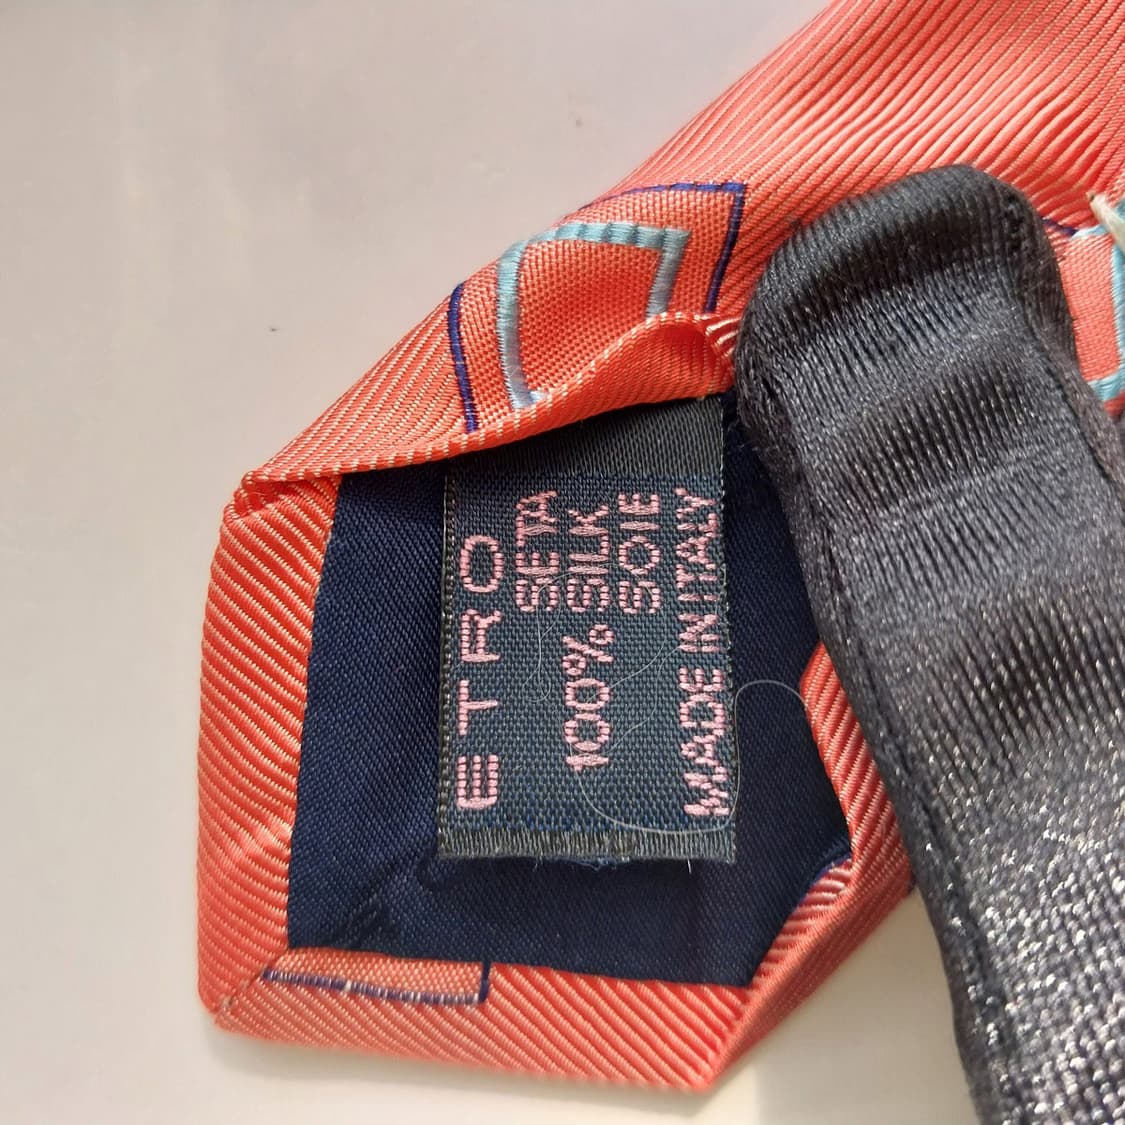 ETRO
SETA
100% SILK
SOIE
MADE IN ITALY